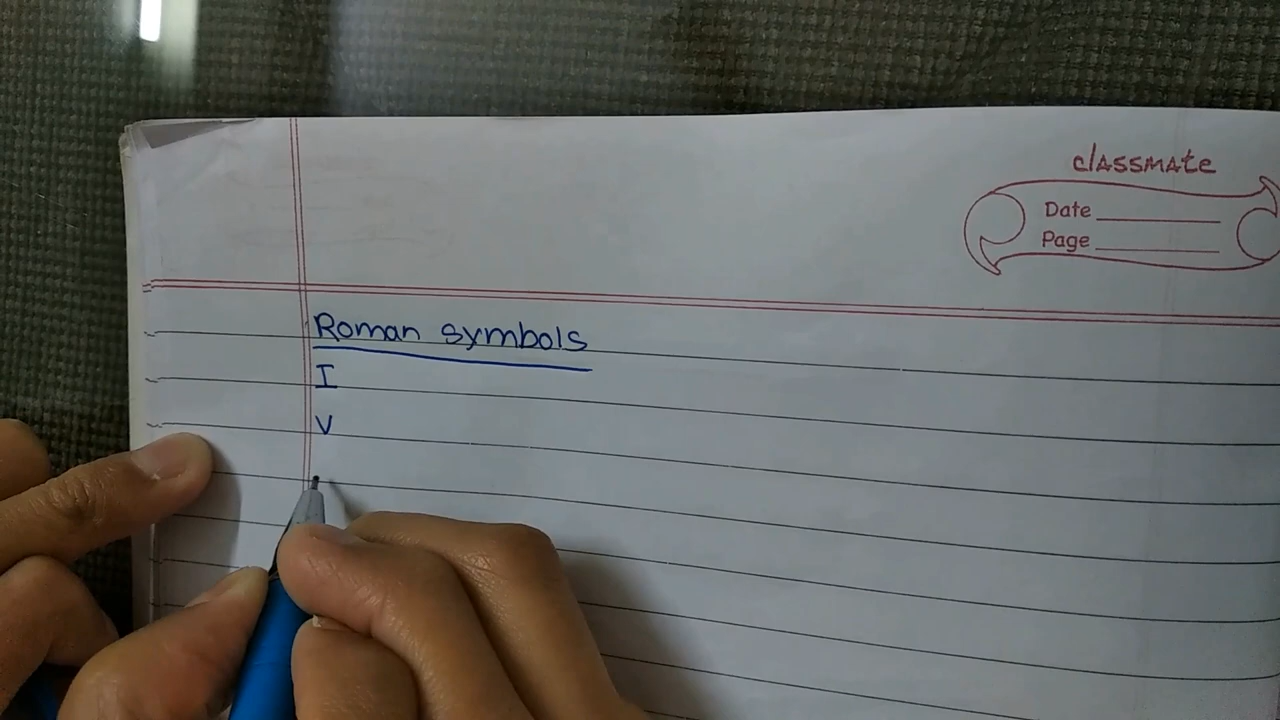 classmate
Date
Page
Roman symbols
I
V